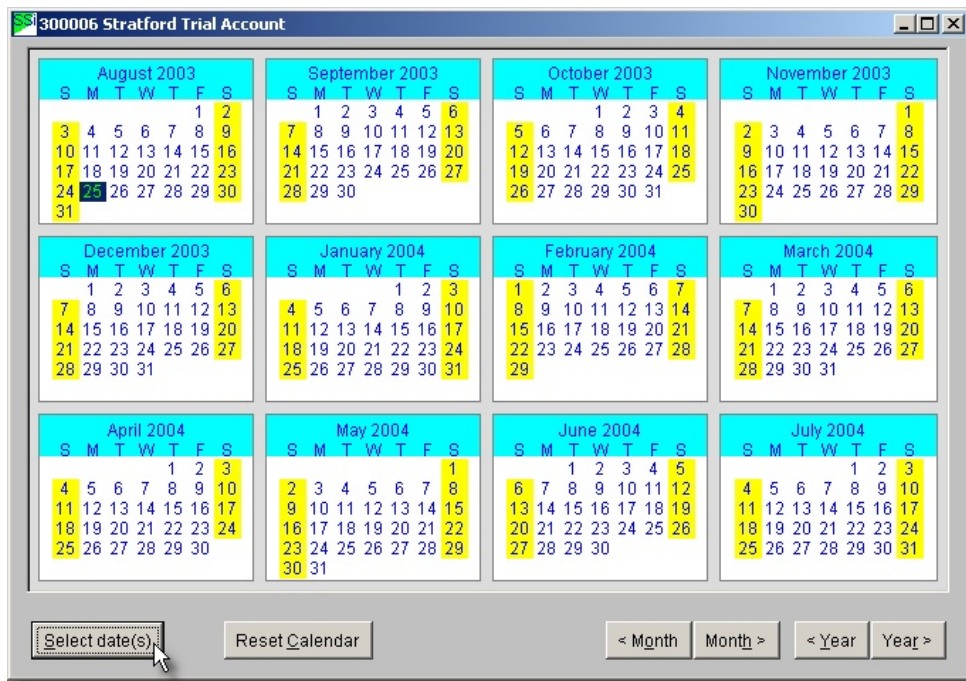 SSi 300006 Stratford Trial Account
August 2003
S M T W T F S
1 2
3 4 5 6 7 8 9
10 11 12 13 14 15 16
17 18 19 20 21 22 23
24 25 26 27 28 29 30
31
September 2003
S M T W T F S
1 2 3 4 5 6
7 8 9 10 11 12 13
14 15 16 17 18 19 20
21 22 23 24 25 26 27
28 29 30
October 2003
S M T W T F S
1 2 3 4
5 6 7 8 9 10 11
12 13 14 15 16 17 18
19 20 21 22 23 24 25
26 27 28 29 30 31
November 2003
S M T W T F S
1
2 3 4 5 6 7 8
9 10 11 12 13 14 15
16 17 18 19 20 21 22
23 24 25 26 27 28 29
30
December 2003
S M T W T F S
1 2 3 4 5 6
7 8 9 10 11 12 13
14 15 16 17 18 19 20
21 22 23 24 25 26 27
28 29 30 31
January 2004
S M T W T F S
1 2 3
4 5 6 7 8 9 10
11 12 13 14 15 16 17
18 19 20 21 22 23 24
25 26 27 28 29 30 31
February 2004
S M T W T F S
1 2 3 4 5 6 7
8 9 10 11 12 13 14
15 16 17 18 19 20 21
22 23 24 25 26 27 28
29
March 2004
S M T W T F S
1 2 3 4 5 6
7 8 9 10 11 12 13
14 15 16 17 18 19 20
21 22 23 24 25 26 27
28 29 30 31
April 2004
S M T W T F S
1 2 3
4 5 6 7 8 9 10
11 12 13 14 15 16 17
18 19 20 21 22 23 24
25 26 27 28 29 30
May 2004
S M T W T F S
1
2 3 4 5 6 7 8
9 10 11 12 13 14 15
16 17 18 19 20 21 22
23 24 25 26 27 28 29
30 31
June 2004
S M T W T F S
1 2 3 4 5
6 7 8 9 10 11 12
13 14 15 16 17 18 19
20 21 22 23 24 25 26
27 28 29 30
July 2004
S M T W T F S
1 2 3
4 5 6 7 8 9 10
11 12 13 14 15 16 17
18 19 20 21 22 23 24
25 26 27 28 29 30 31
Select date(s) Reset Calendar < Month Month > < Year Year >